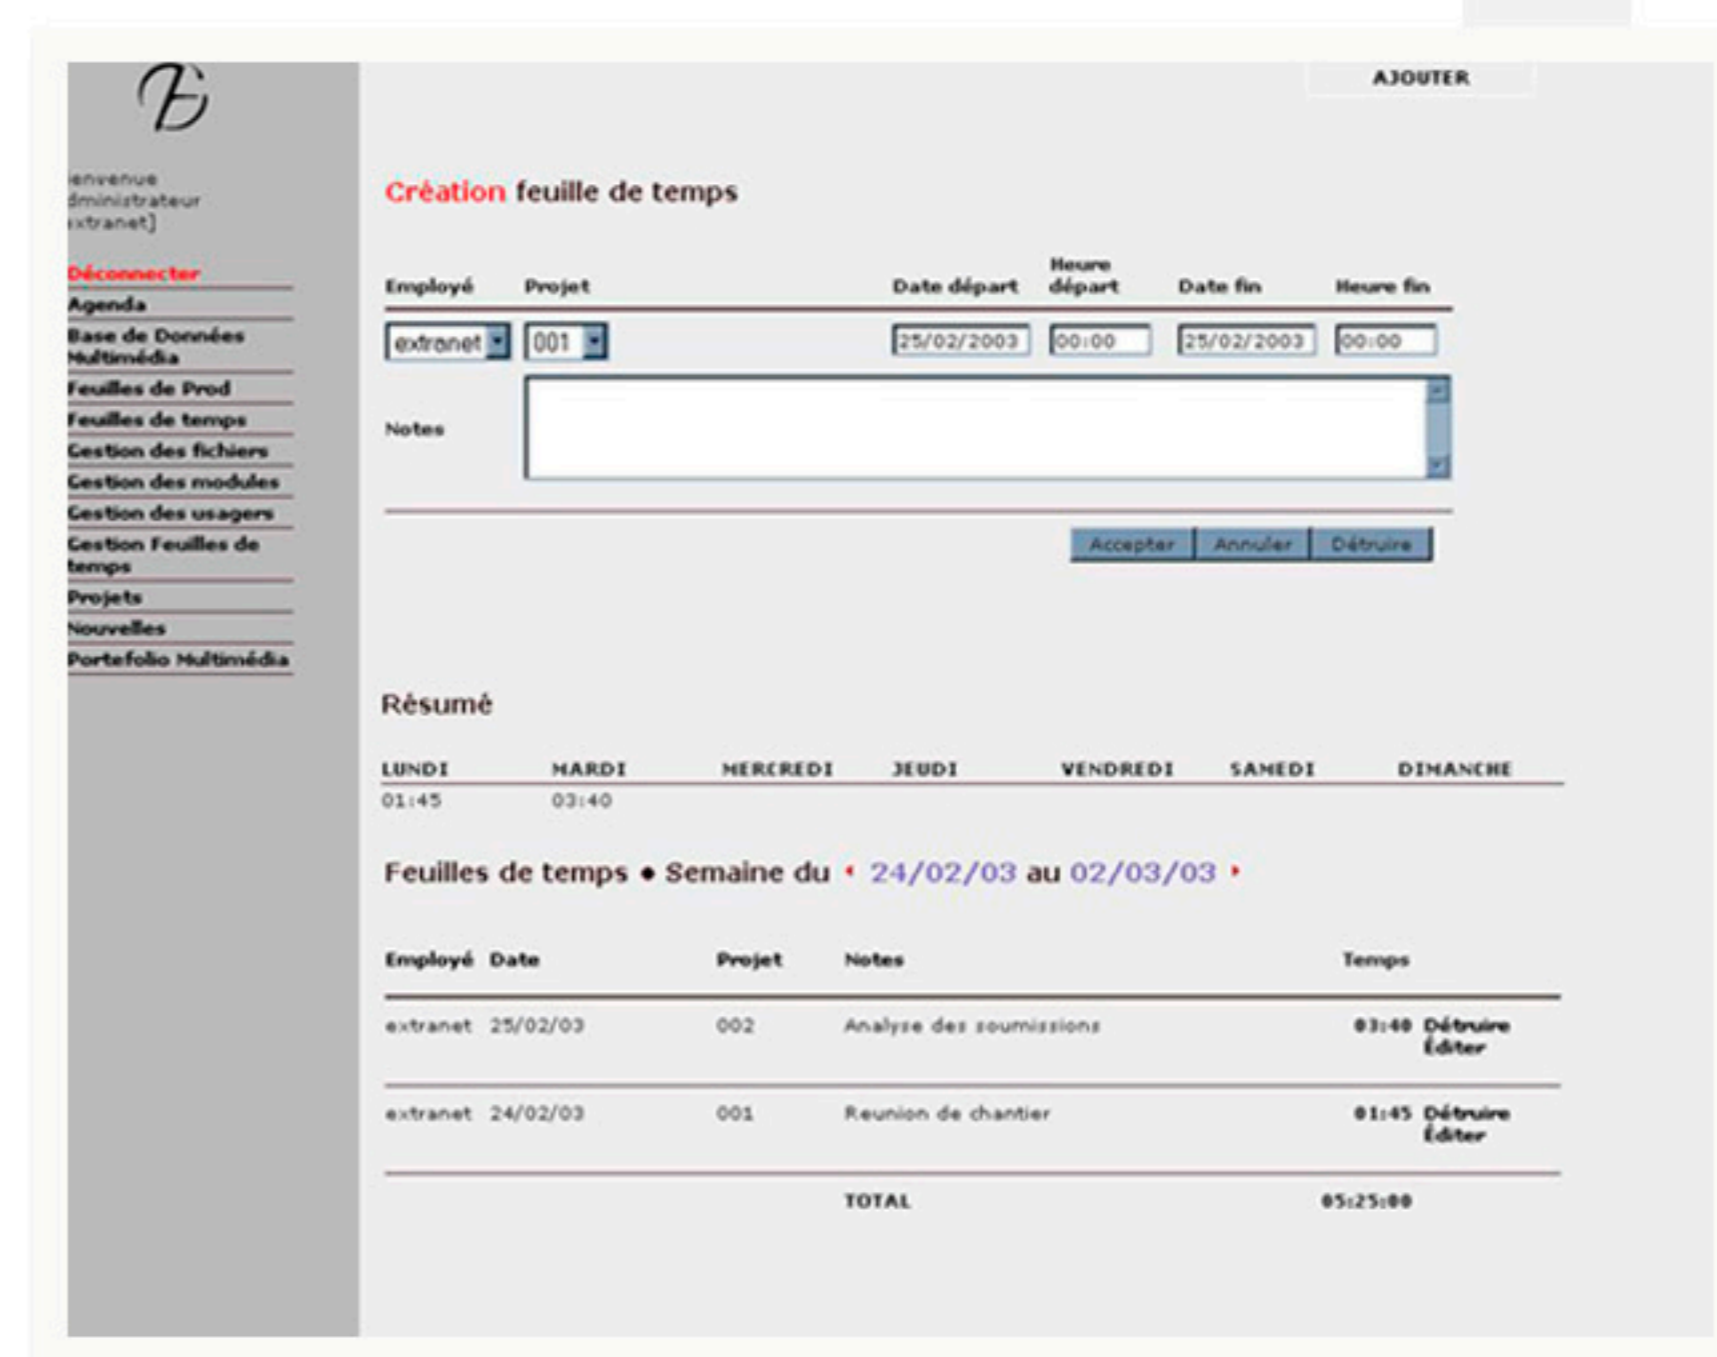 AJOUTER
envenue
dministrateur
extranet]
Déconnecter
Agenda
Base de Données
Multimédia
Feuilles de Prod
Feuilles de temps
Gestion des fichiers
Gestion des modules
Gestion des usagers
Gestion Feuilles de
temps
Projets
Nouvelles
Portefolio Multimédia
Création feuille de temps
Employé Projet Date départ Heure départ Date fin Heure fin
extranet 001 25/02/2003 00:00 25/02/2003 00:00
Notes
Accepter Annuler Détruire
Résumé
LUNDI MARDI MERCREDI JEUDI VENDREDI SAMEDI DIMANCHE
01:45 03:40
Feuilles de temps • Semaine du 24/02/03 au 02/03/03
Employé Date Projet Notes Temps
extranet 25/02/03 002 Analyse des soumissions 03:40 Détruire
Éditer
extranet 24/02/03 001 Reunion de chantier 01:45 Détruire
Éditer
TOTAL 05:25:00